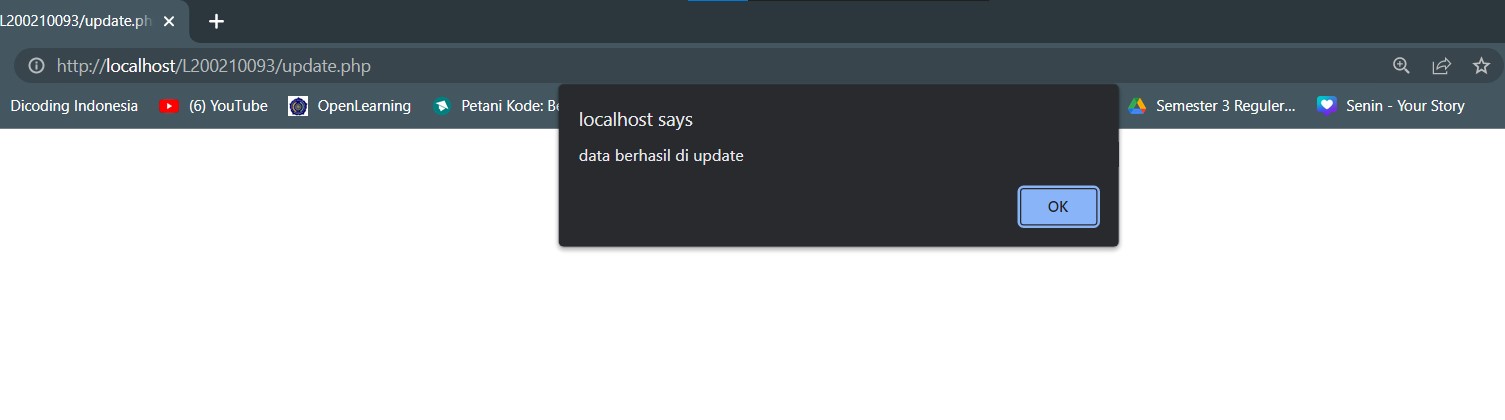 L200210093/update.ph
http://localhost/L200210093/update.php
Dicoding Indonesia (6) YouTube OpenLearning Petani Kode: Be Semester 3 Reguler... Senin - Your Story
localhost says
data berhasil di update
OK